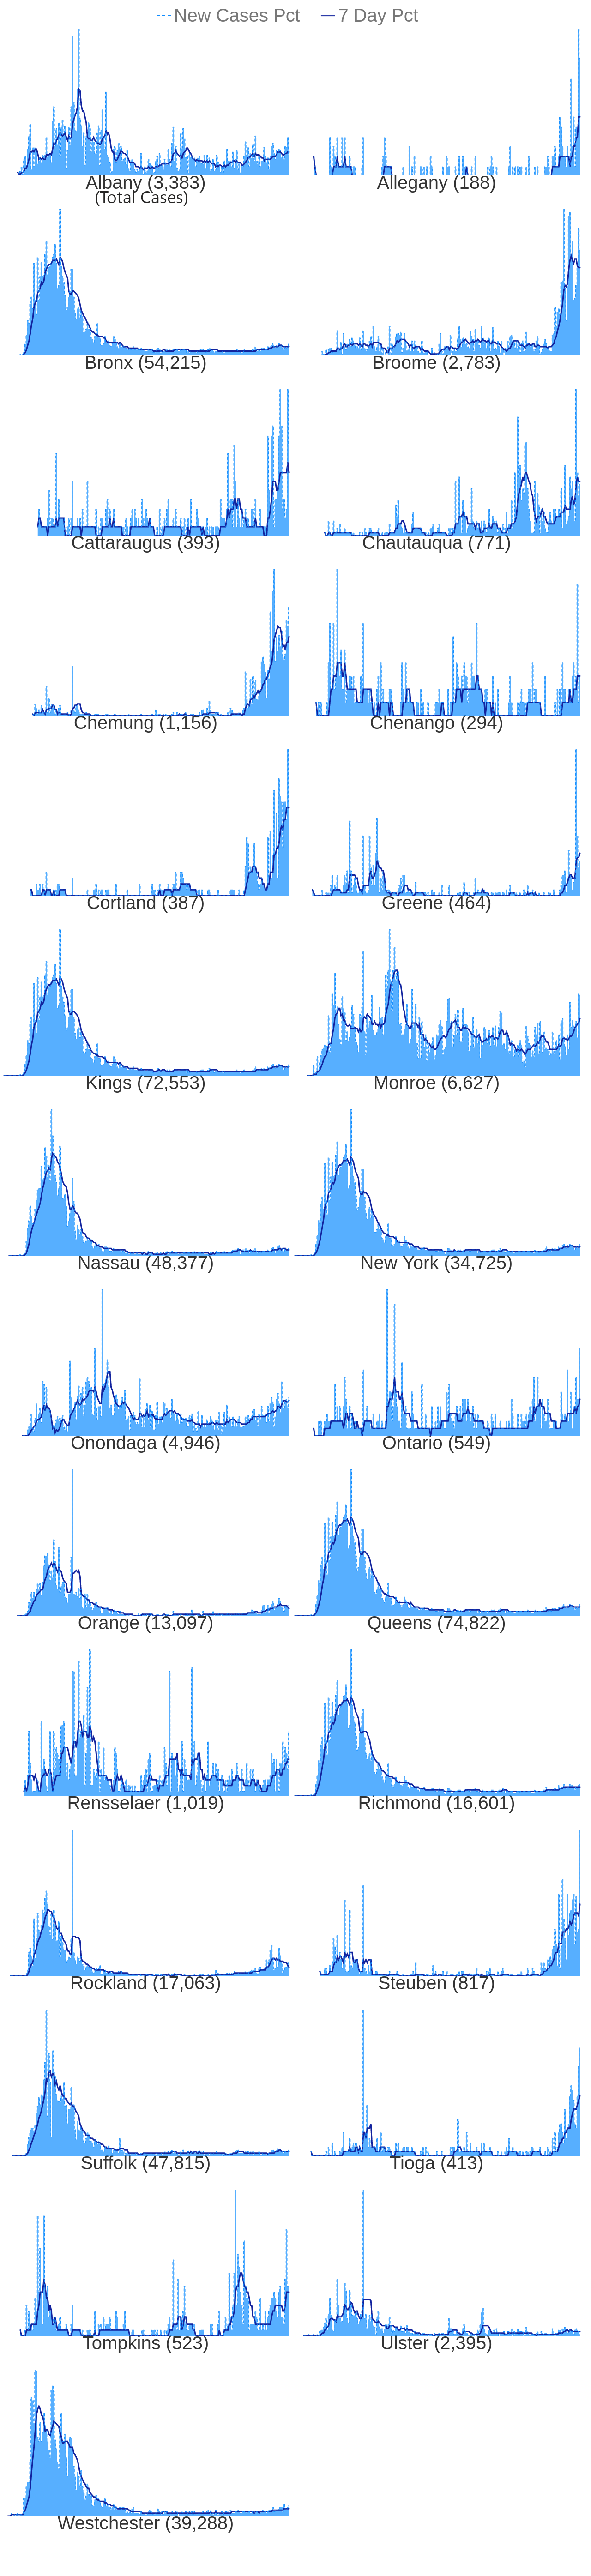 New Cases Pct 7 Day Pct
Albany (3,383) Allegany (188)
(Total Cases)
Bronx (54,215) Broome (2,783)
Cattaraugus (393) Chautauqua (771)
Chemung (1,156) Chenango (294)
Cortland (387) Greene (464)
Kings (72,553) Monroe (6,627)
Nassau (48,377) New York (34,725)
Onondaga (4,946) Ontario (549)
Orange (13,097) Queens (74,822)
Rensselaer (1,019) Richmond (16,601)
Rockland (17,063) Steuben (817)
Suffolk (47,815) Tioga (413)
Tompkins (523) Ulster (2,395)
Westchester (39,288)